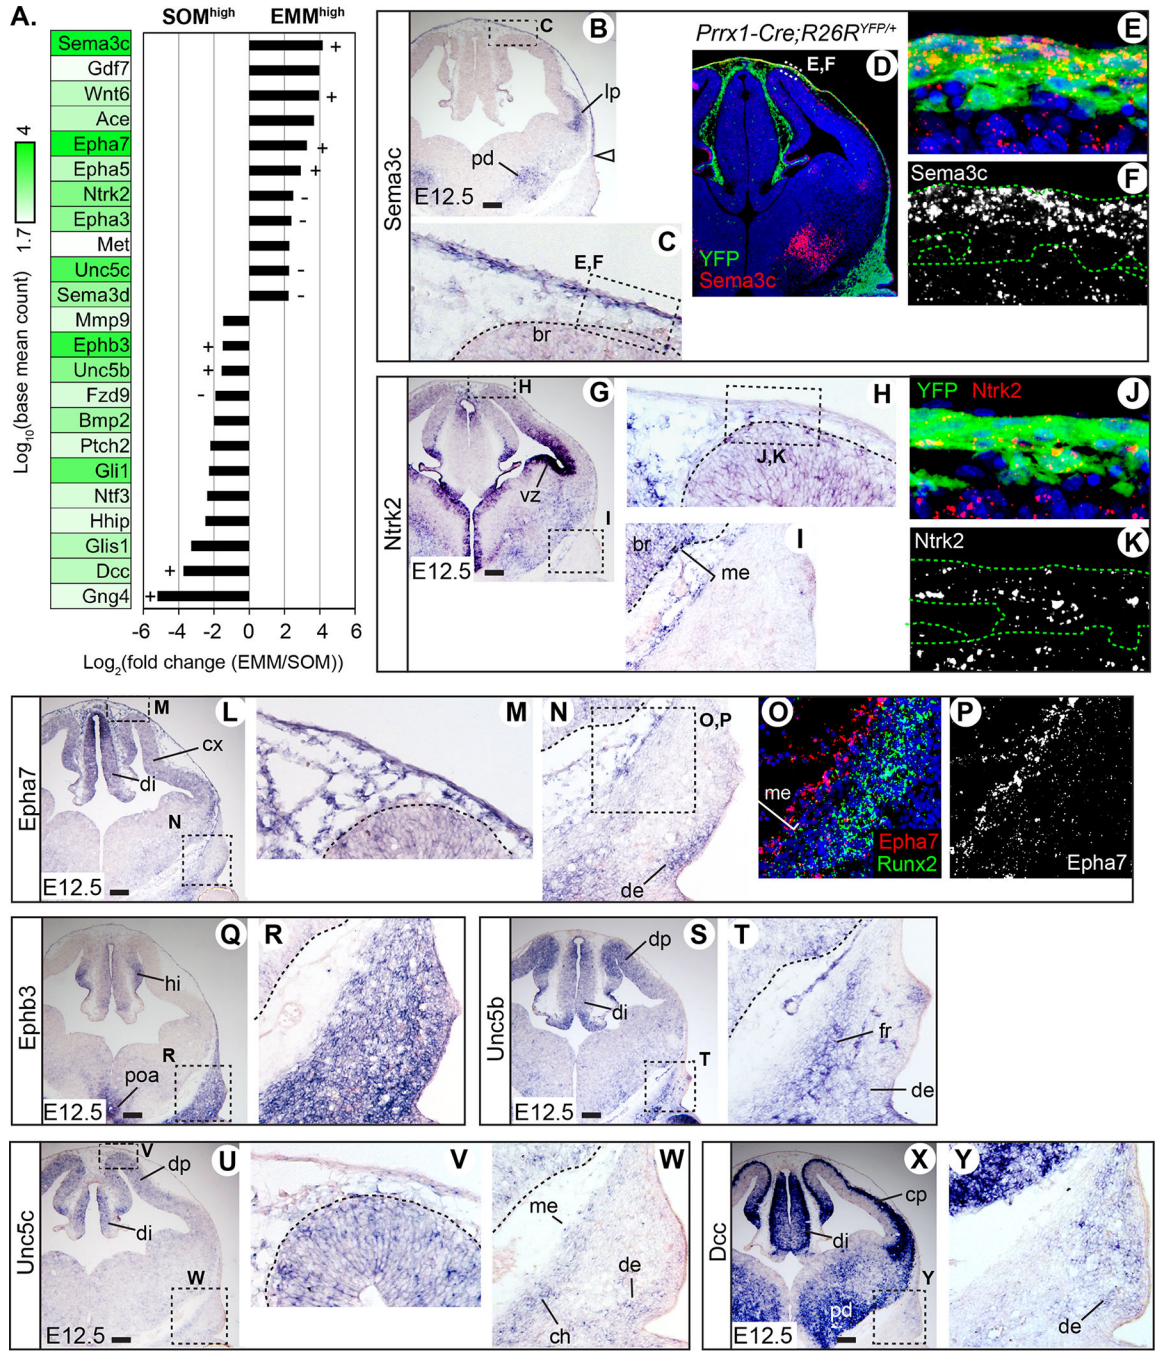 A.
SOMhigh EMMhigh
Sema3c +
Gdf7
Wnt6 +
Ace
Epha7 +
Epha5 +
Ntrk2 -
Epha3 -
Met
Unc5c -
Sema3d -
Mmp9
Ephb3 +
Unc5b +
Fzd9 -
Bmp2
Ptch2
Gli1
Ntf3
Hhip
Glis1
Dcc +
Gng4 +
-6 -4 -2 0 2 4 6
Log2(fold change (EMM/SOM))
Log10(base mean count)
1.7 4
Sema3c
B
C
lp
pd
E12.5
C
E,F
br
Prrx1-Cre;R26RYFP/+
D
E,F
YFP
Sema3c
E
F
Sema3c
Ntrk2
G
H
vz
I
E12.5
H
J,K
I
br
me
J
YFP Ntrk2
K
Ntrk2
Epha7
L
M
cx
di
N
E12.5
M
N
O,P
de
O
me
Epha7
Runx2
P
Epha7
Ephb3
Q
hi
R
poa
E12.5
R
Unc5b
S
dp
di
T
E12.5
T
fr
de
Unc5c
U
V
dp
di
W
E12.5
V
W
me
de
ch
Dcc
X
cp
di
Y
pd
E12.5
Y
de